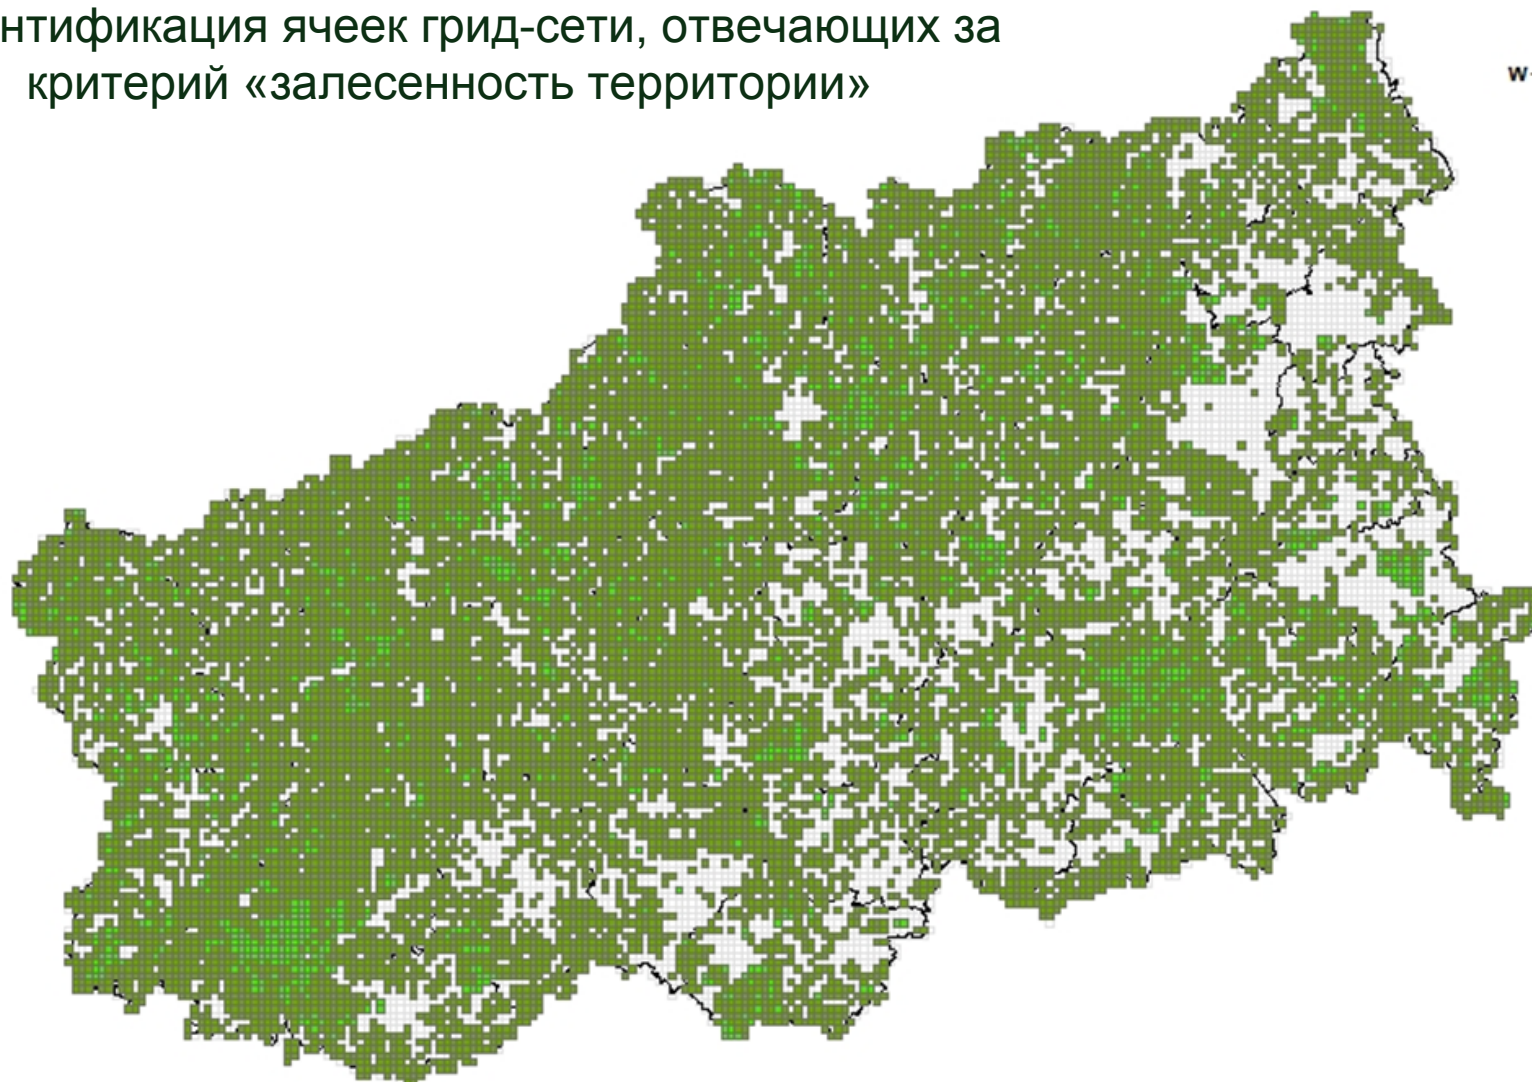 нтификация ячеек грид-сети, отвечающих за
критерий «залесенность территории»
W